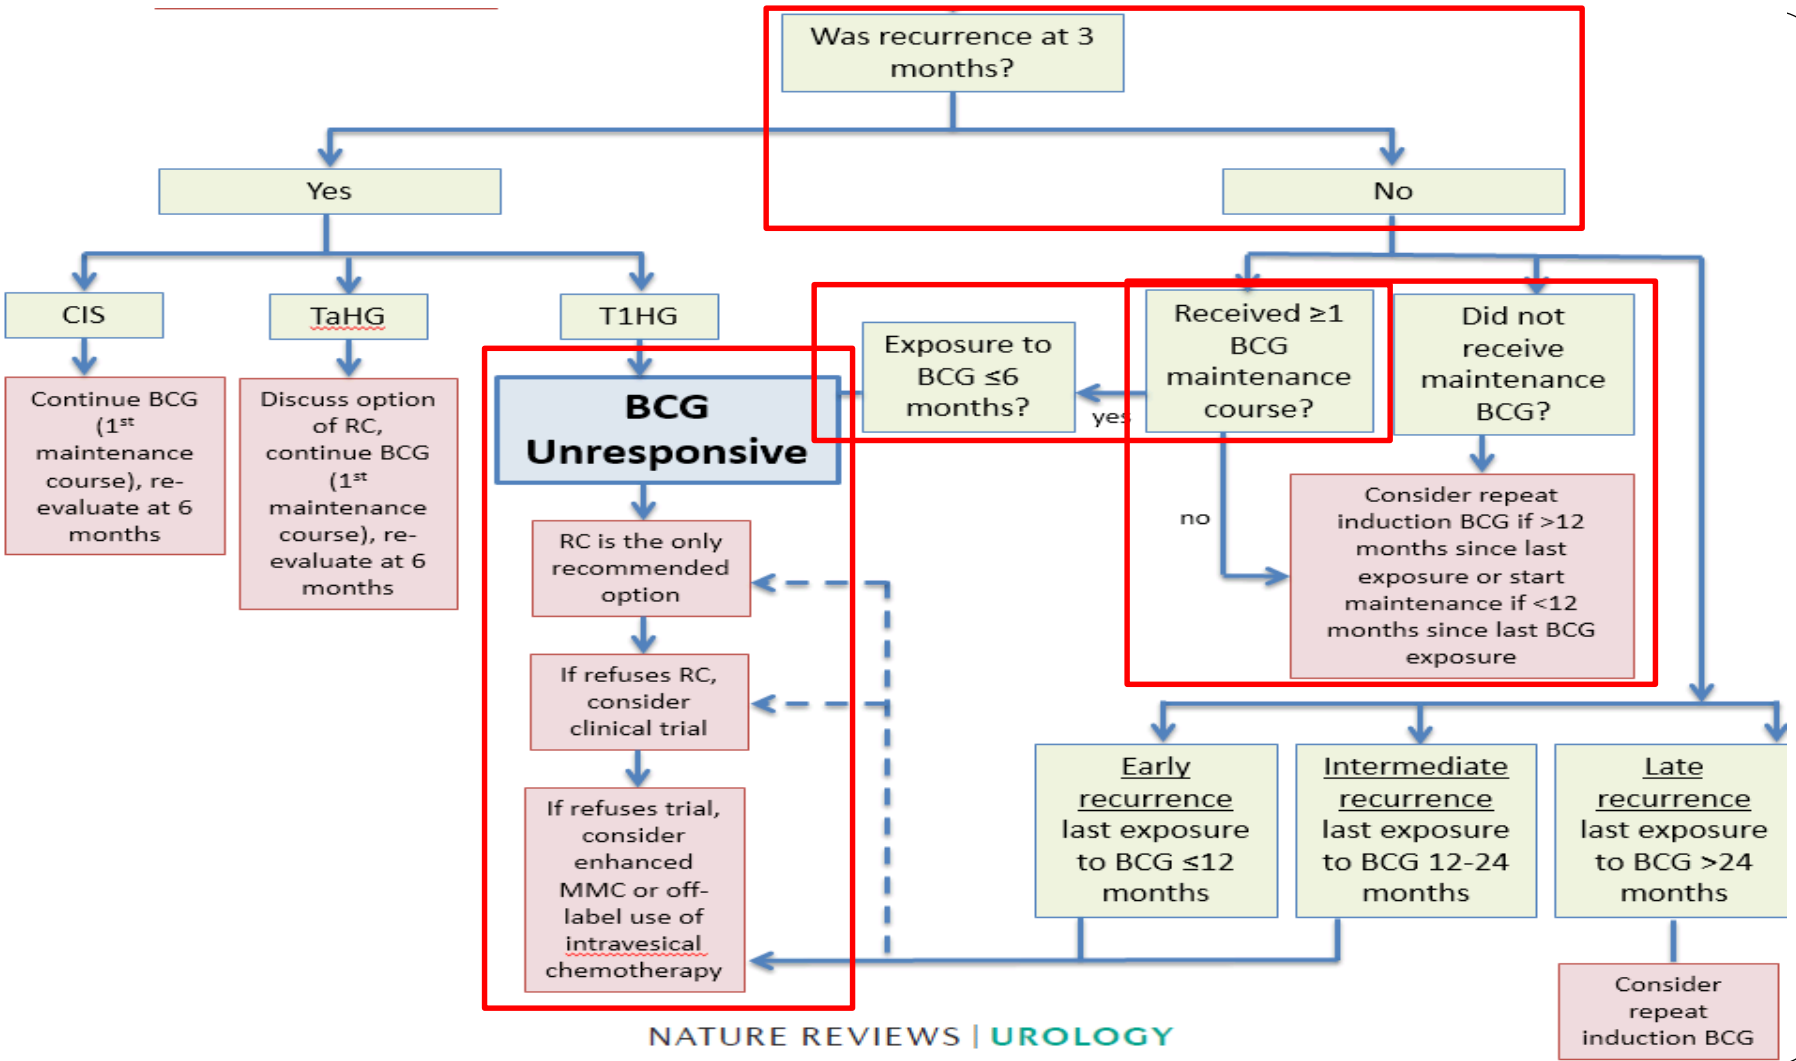 Was recurrence at 3
months?
Yes
No
CIS
TaHG
T1HG
Continue BCG
(1st
maintenance
course), re-
evaluate at 6
months
Discuss option
of RC,
continue BCG
(1st
maintenance
course), re-
evaluate at 6
months
BCG
Unresponsive
RC is the only
recommended
option
If refuses RC,
consider
clinical trial
If refuses trial,
consider
enhanced
MMC or off-
label use of
intravesical
chemotherapy
Exposure to
BCG ≤6
months?
yes
Received ≥1
BCG
maintenance
course?
no
Did not
receive
maintenance
BCG?
Consider repeat
induction BCG if >12
months since last
exposure or start
maintenance if <12
months since last BCG
exposure
Early
recurrence
last exposure
to BCG ≤12
months
Intermediate
recurrence
last exposure
to BCG 12-24
months
Late
recurrence
last exposure
to BCG >24
months
Consider
repeat
induction BCG
NATURE REVIEWS | UROLOGY